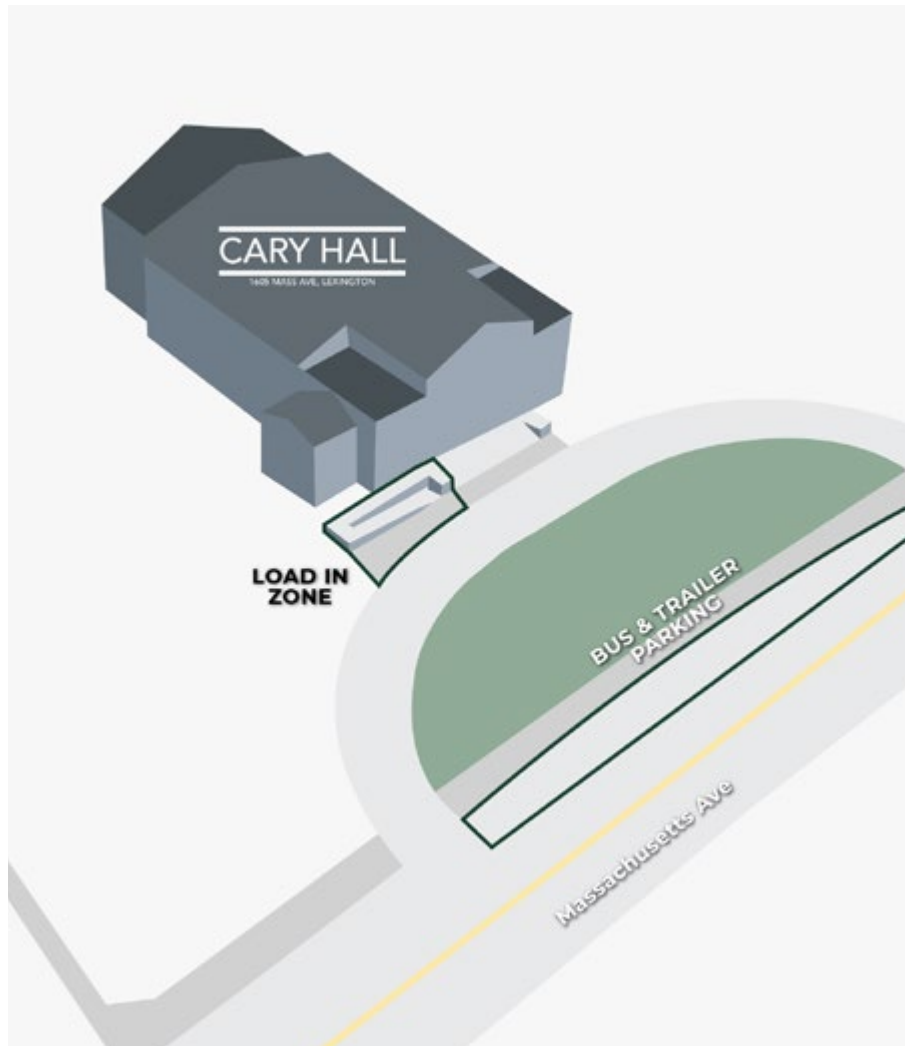 CARY HALL
1605 MASS AVE, LEXINGTON
LOAD IN
ZONE
BUS & TRAILER
PARKING
Massachusetts Ave